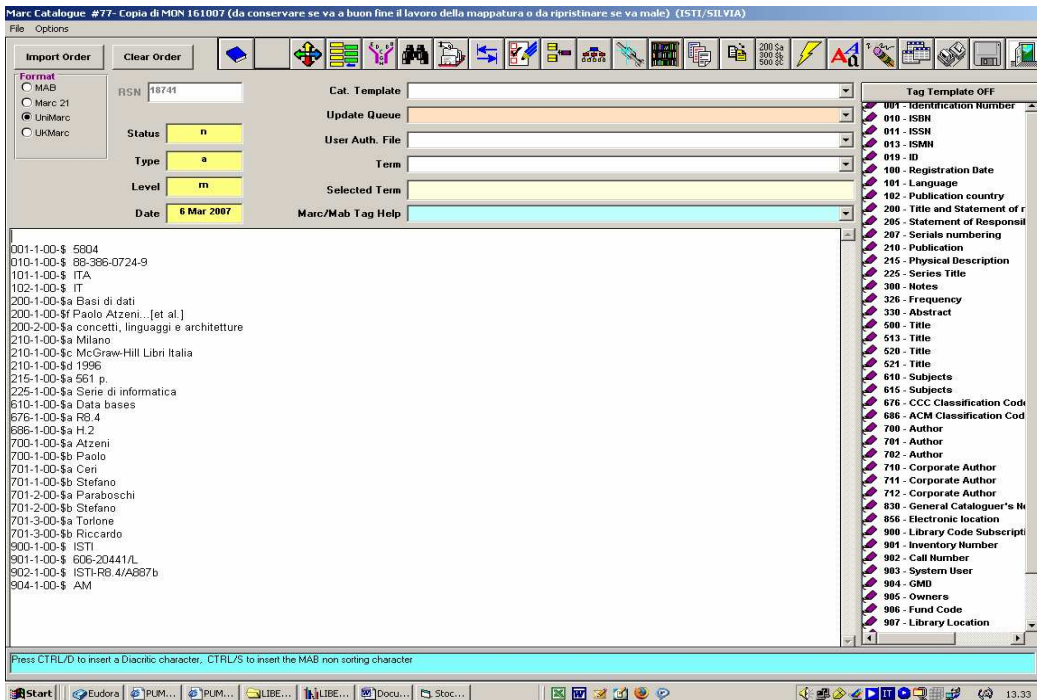 Marc Catalogue #77- Copia di MON 161007 (da conservare se va a buon fine il lavoro della mappatura o da ripristinare se va male) (ISTI/SILVIA)
File Options
Import Order Clear Order
200 $a
300 $b
500 $c
Format
MAB
Marc 21
UniMarc
UKMarc
RSN 18741
Status n
Type a
Level m
Date 6 Mar 2007
Cat. Template
Update Queue
User Auth. File
Term
Selected Term
Marc/Mab Tag Help
001-1-00-$ 5804
010-1-00-$ 88-386-0724-9
101-1-00-$ ITA
102-1-00-$ IT
200-1-00-$a Basi di dati
200-1-00-$f Paolo Atzeni...[et al.]
200-2-00-$a concetti, linguaggi e architetture
210-1-00-$a Milano
210-1-00-$c McGraw-Hill Libri Italia
210-1-00-$d 1996
215-1-00-$a 561 p.
225-1-00-$a Serie di informatica
610-1-00-$a Data bases
676-1-00-$a R8.4
686-1-00-$a H.2
700-1-00-$a Atzeni
700-1-00-$b Paolo
701-1-00-$a Ceri
701-1-00-$b Stefano
701-2-00-$a Paraboschi
701-2-00-$b Stefano
701-3-00-$a Torlone
701-3-00-$b Riccardo
900-1-00-$ ISTI
901-1-00-$ 606-20441/L
902-1-00-$ ISTI-R8.4/A887b
904-1-00-$ AM
Tag Template OFF
001 - Identification Number
010 - ISBN
011 - ISSN
013 - ISMN
019 - ID
100 - Registration Date
101 - Language
102 - Publication country
200 - Title and Statement of r
205 - Statement of Responsil
207 - Serials numbering
210 - Publication
215 - Physical Description
225 - Series Title
300 - Notes
326 - Frequency
330 - Abstract
500 - Title
513 - Title
520 - Title
521 - Title
610 - Subjects
615 - Subjects
676 - CCC Classification Code
686 - ACM Classification Cod
700 - Author
701 - Author
702 - Author
710 - Corporate Author
711 - Corporate Author
712 - Corporate Author
830 - General Cataloguer's No
856 - Electronic location
900 - Library Code Subscripti
901 - Inventory Number
902 - Call Number
903 - System User
904 - GMD
905 - Owners
906 - Fund Code
907 - Library Location
Press CTRL/D to insert a Diacritic character, CTRL/S to insert the MAB non sorting character
Start Eudora PUM... PUM... LIBE... LIBE... Docu... Stoc... 13.33